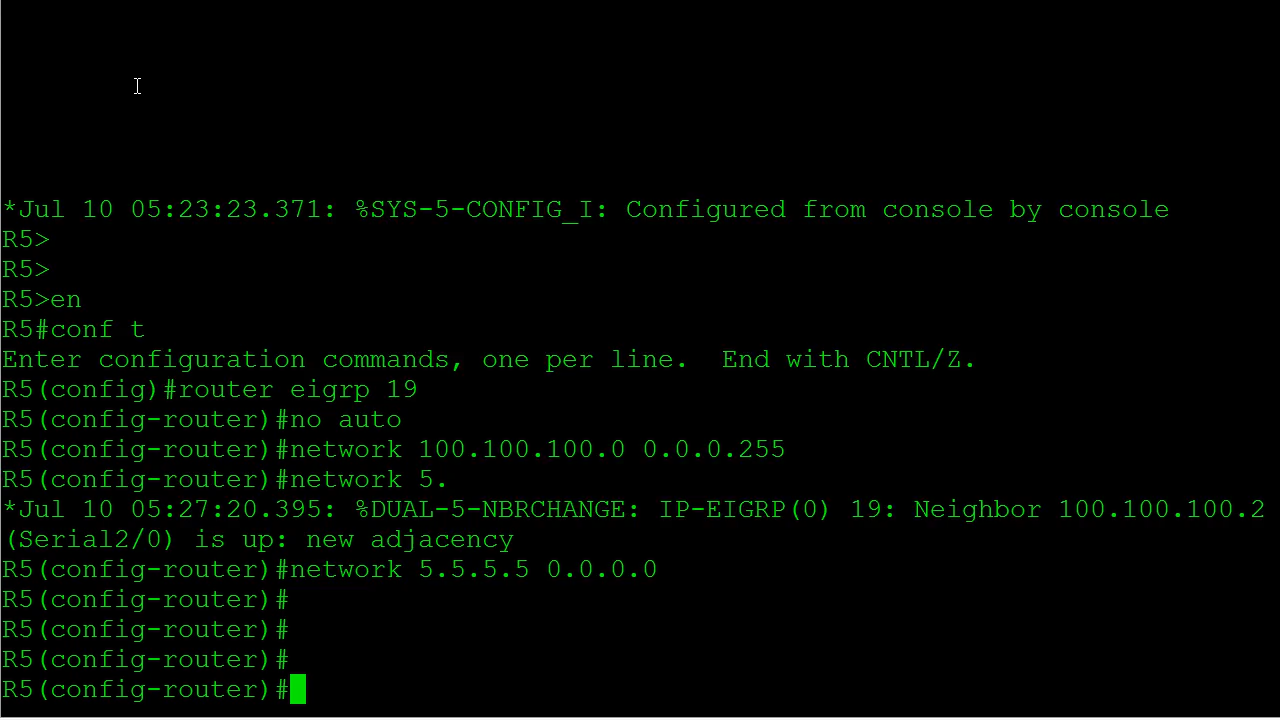 *Jul 10 05:23:23.371: %SYS-5-CONFIG_I: Configured from console by console
R5>
R5>
R5>en
R5#conf t
Enter configuration commands, one per line.  End with CNTL/Z.
R5(config)#router eigrp 19
R5(config-router)#no auto
R5(config-router)#network 100.100.100.0 0.0.0.255
R5(config-router)#network 5.
*Jul 10 05:27:20.395: %DUAL-5-NBRCHANGE: IP-EIGRP(0) 19: Neighbor 100.100.100.2
(Serial2/0) is up: new adjacency
R5(config-router)#network 5.5.5.5 0.0.0.0
R5(config-router)#
R5(config-router)#
R5(config-router)#
R5(config-router)#